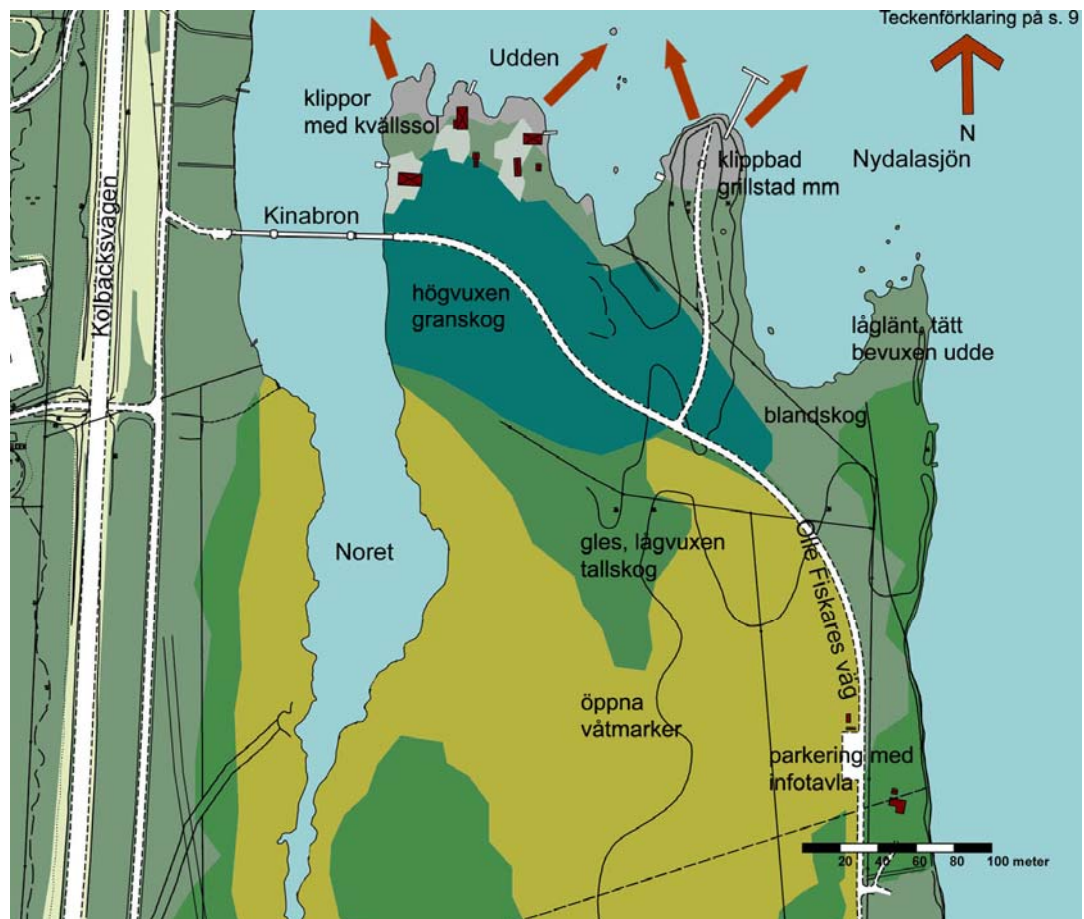 Teckenförklaring på s. 9
Udden
klippor
med kvällssol
N
klippbad
grillstad mm
Nydalasjön
Kinabron
Kolbäcksvägen
högvuxen
granskog
låglänt, tätt
bevuxen udde
blandskog
gles, lågvuxen
tallskog
Noret
Olle Fiskares väg
öppna
våtmarker
parkering med
infotavla
20 40 60 80 100 meter